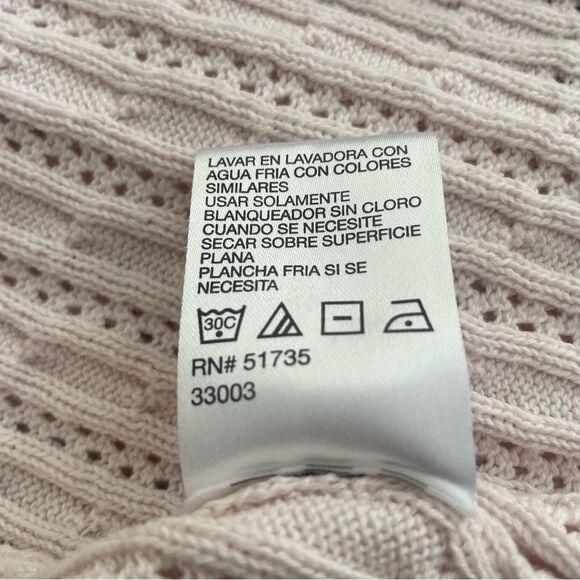 LAVAR EN LAVADORA CON
AGUA FRIA CON COLORES
SIMILARES
USAR SOLAMENTE
BLANQUEADOR SIN CLORO
CUANDO SE NECESITE
SECAR SOBRE SUPERFICIE
PLANA
PLANCHA FRIA SI SE
NECESITA
30C
RN# 51735
33003